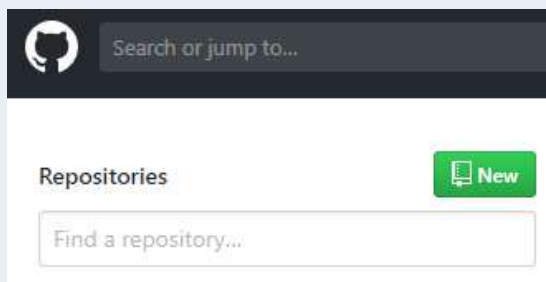 Search or jump to...
Repositories
New
Find a repository...